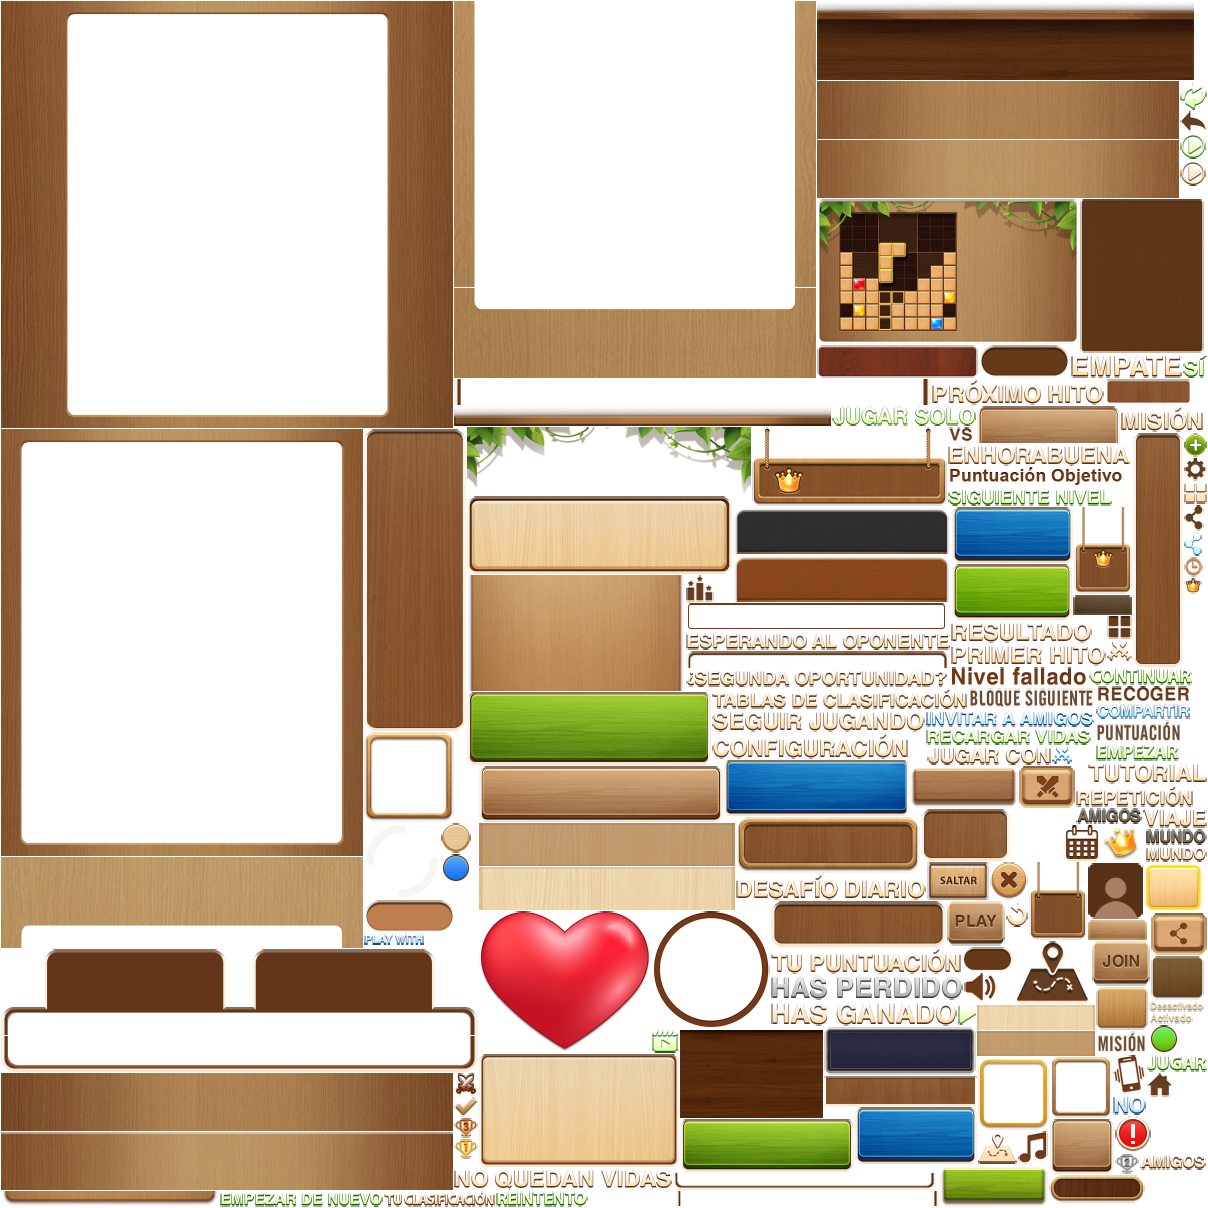 EMPATE
SÍ
PRÓXIMO HITO
JUGAR SOLO
MISIÓN
VS
ENHORABUENA
Puntuación Objetivo
SIGUIENTE NIVEL
ESPERANDO AL OPONENTE
RESULTADO
PRIMER HITO
¿SEGUNDA OPORTUNIDAD?
Nivel fallado
CONTINUAR
TABLAS DE CLASIFICACIÓN
BLOQUE SIGUIENTE
RECOGER
SEGUIR JUGANDO
INVITAR A AMIGOS
COMPARTIR
RECARGAR VIDAS
PUNTUACIÓN
CONFIGURACIÓN
JUGAR CON
EMPEZAR
TUTORIAL
REPETICIÓN
AMIGOS
VIAJE
MUNDO
MUNDO
DESAFÍO DIARIO
SALTAR
PLAY
PLAY WITH
TU PUNTUACIÓN
JOIN
HAS PERDIDO
HAS GANADO
Desactivado
Activado
MISIÓN
JUGAR
NO
3
1
2
AMIGOS
NO QUEDAN VIDAS
EMPEZAR DE NUEVO
TU CLASIFICACIÓN
REINTENTO